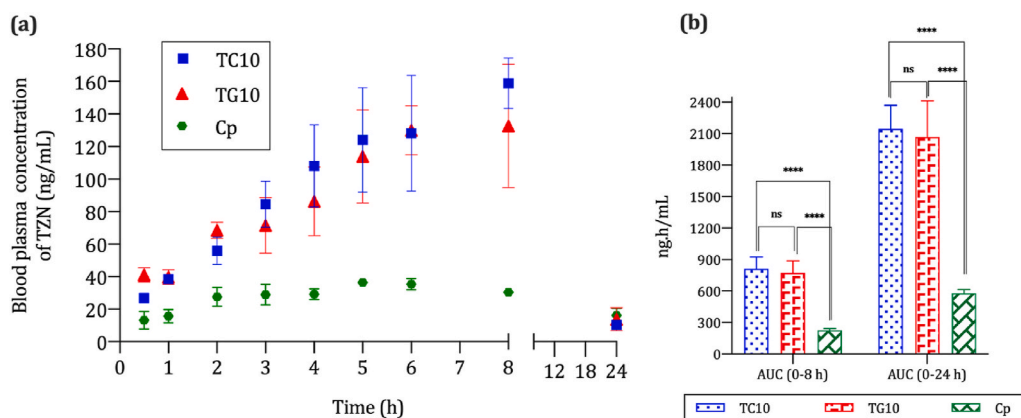 (a)
Blood plasma concentration
of TZN (ng/mL)
180
160
140
120
100
80
60
40
20
0
TC10
TG10
Cp
0 1 2 3 4 5 6 7 8 12 18 24
Time (h)
(b)
ng.h/mL
2400
2100
1800
1500
1200
900
600
300
0
****
ns ****
****
ns ****
AUC (0-8 h) AUC (0-24 h)
TC10 TG10 Cp